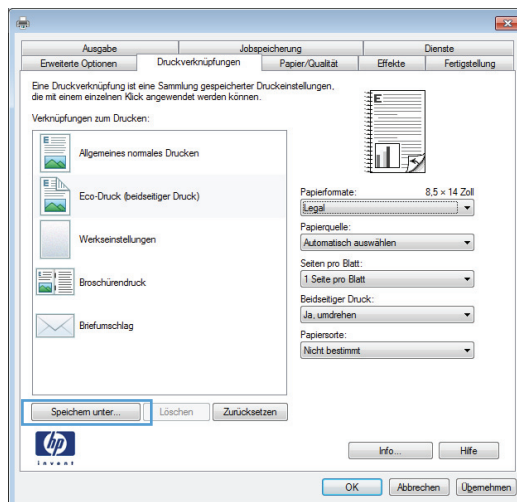 Ausgabe
Jobspeicherung
Dienste
Erweiterte Optionen
Druckverknüpfungen
Papier/Qualität
Effekte
Fertigstellung
Eine Druckverknüpfung ist eine Sammlung gespeicherter Druckeinstellungen,
die mit einem einzelnen Klick angewendet werden können.
Verknüpfungen zum Drucken:
E
Allgemeines normales Drucken
E
Eco-Druck (beidseitiger Druck)
Werkseinstellungen
Broschürendruck
Briefumschlag
Speichern unter...
Löschen
Zurücksetzen
E
Papierformate:
8,5 × 14 Zoll
Legal
Papierquelle:
Automatisch auswählen
Seiten pro Blatt:
1 Seite pro Blatt
Beidseitiger Druck:
Ja, umdrehen
Papiersorte:
Nicht bestimmt
hp
invent
Info...
Hilfe
OK
Abbrechen
Übernehmen